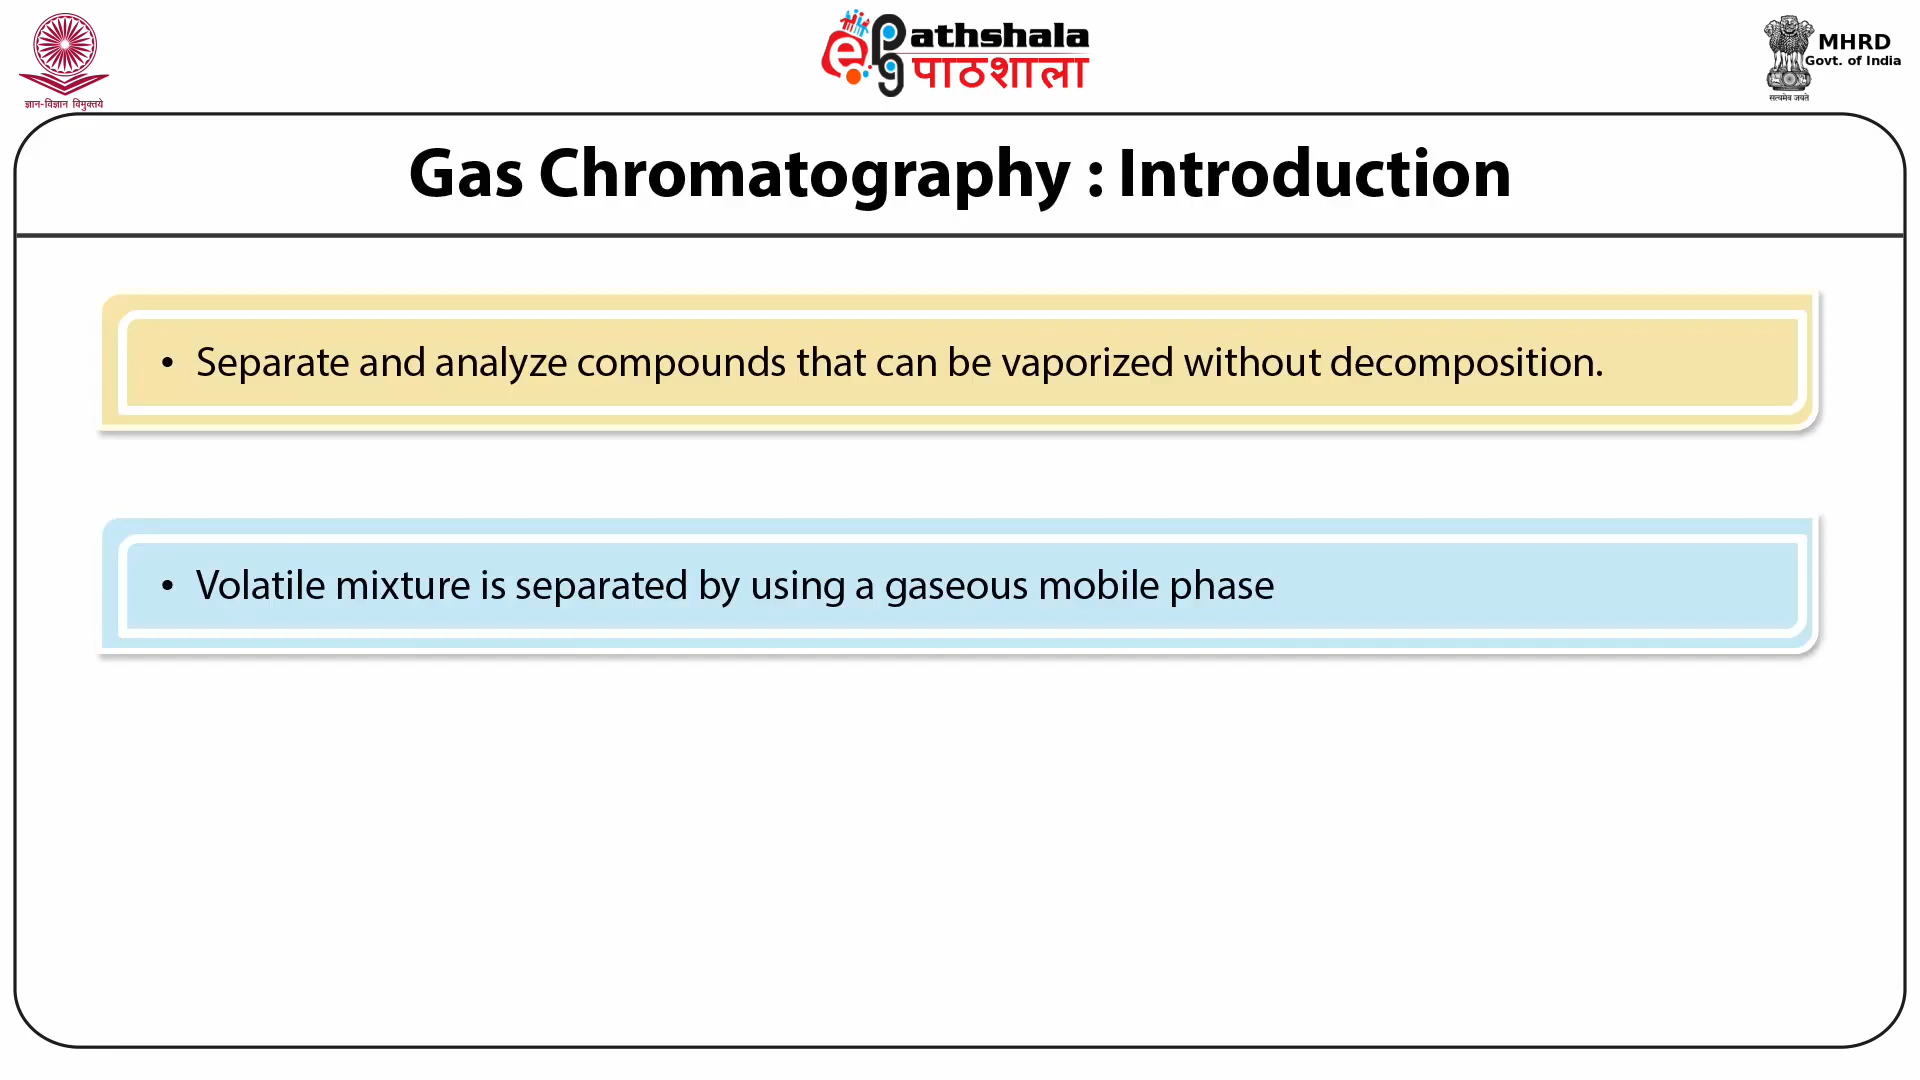 ज्ञान-विज्ञान विमुक्तये
ePathshala
पाठशाला
MHRD
Govt. of India
सत्यमेव जयते
Gas Chromatography : Introduction
• Separate and analyze compounds that can be vaporized without decomposition.
• Volatile mixture is separated by using a gaseous mobile phase